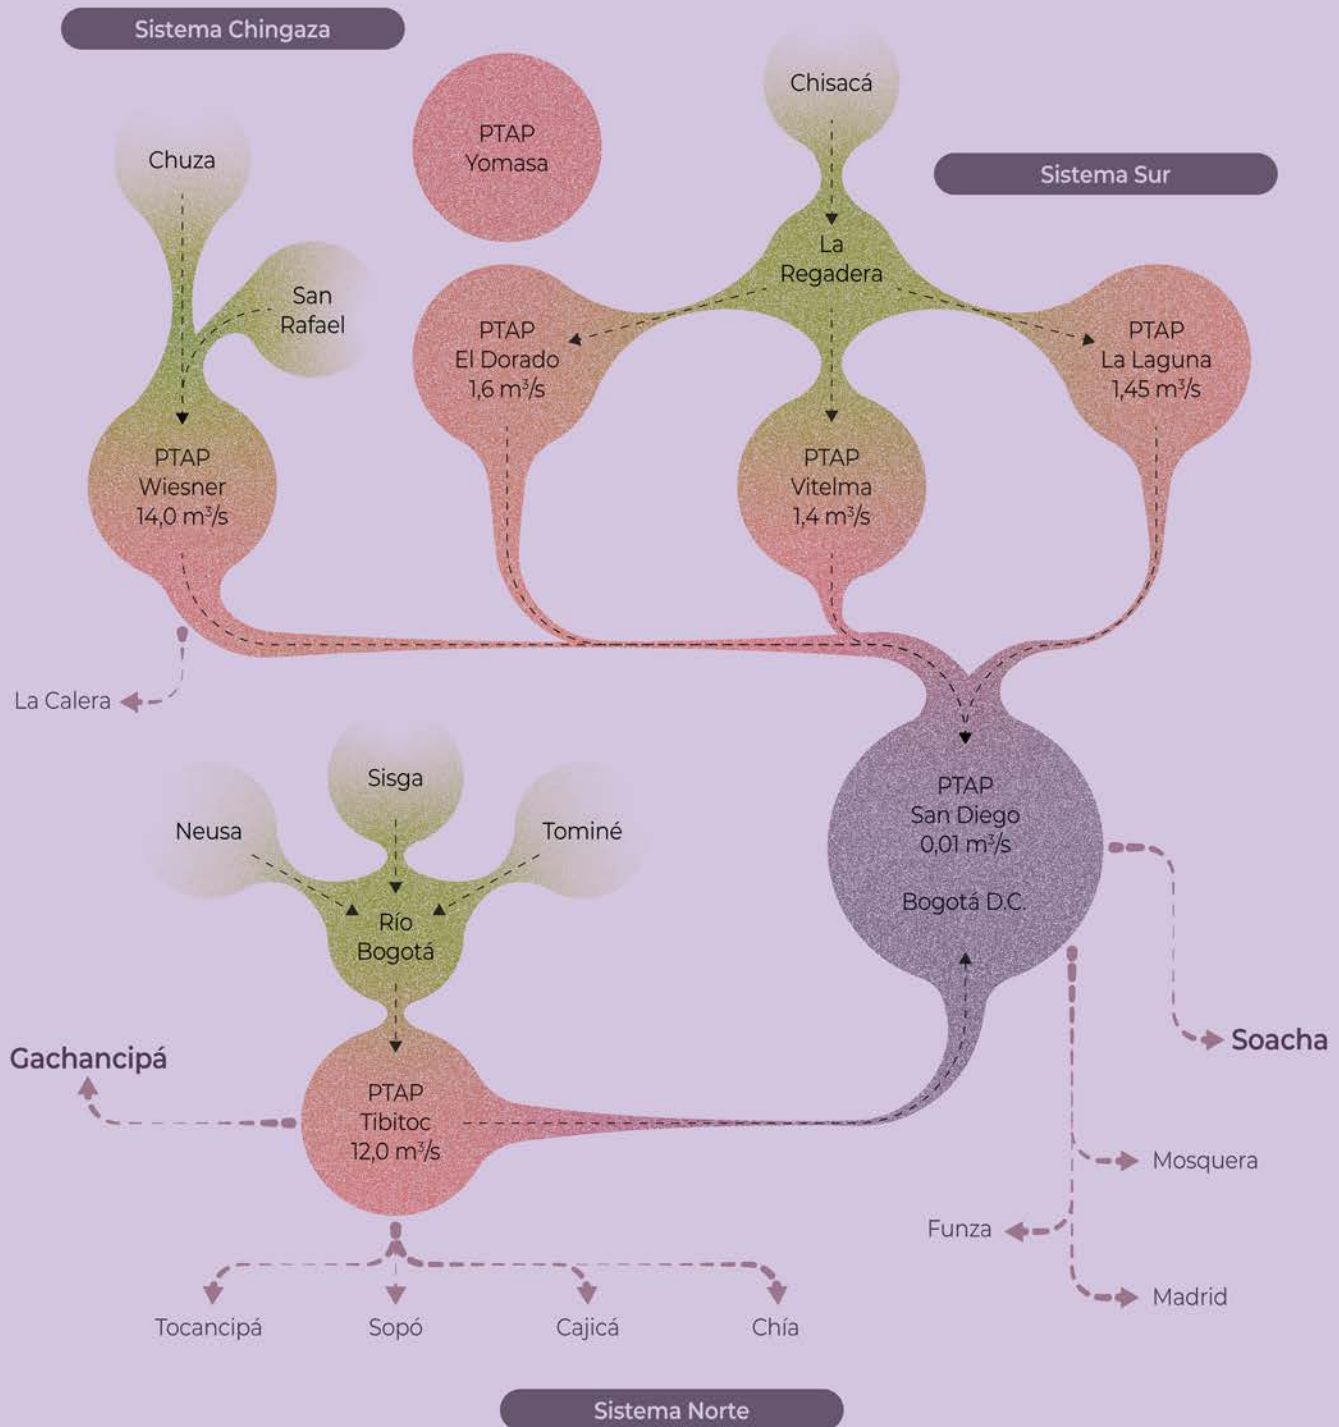 Sistema Chingaza
Chuza
San
Rafael
PTAP
Wiesner
14,0 m³/s
La Calera
PTAP
Yomasa
Sistema Sur
Chisacá
La
Regadera
PTAP
El Dorado
1,6 m³/s
PTAP
Vitelma
1,4 m³/s
PTAP
La Laguna
1,45 m³/s
PTAP
San Diego
0,01 m³/s
Bogotá D.C.
Soacha
Mosquera
Funza
Madrid
Neusa
Sisga
Tominé
Río
Bogotá
PTAP
Tibitoc
12,0 m³/s
Gachancipá
Tocancipá
Sopó
Cajicá
Chía
Sistema Norte